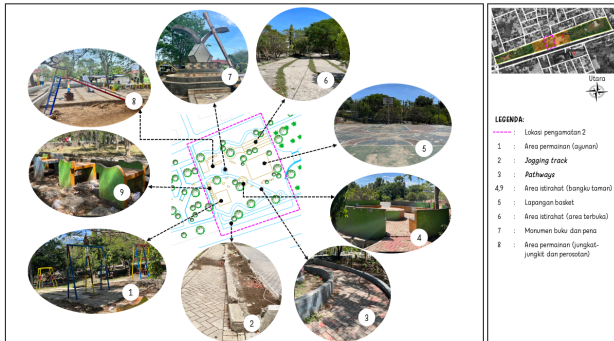 8
7
6
5
9
4
1
2
3
Utara
LEGENDA:
: Lokasi pengamatan 2
1 : Area permainan (ayunan)
2 : Jogging track
3 : Pathways
4,9 : Area istirahat (bangku taman)
5 : Lapangan basket
6 : Area istirahat (area terbuka)
7 : Monumen buku dan pena
8 : Area permainan (jungkat-
jungkit dan perosotan)